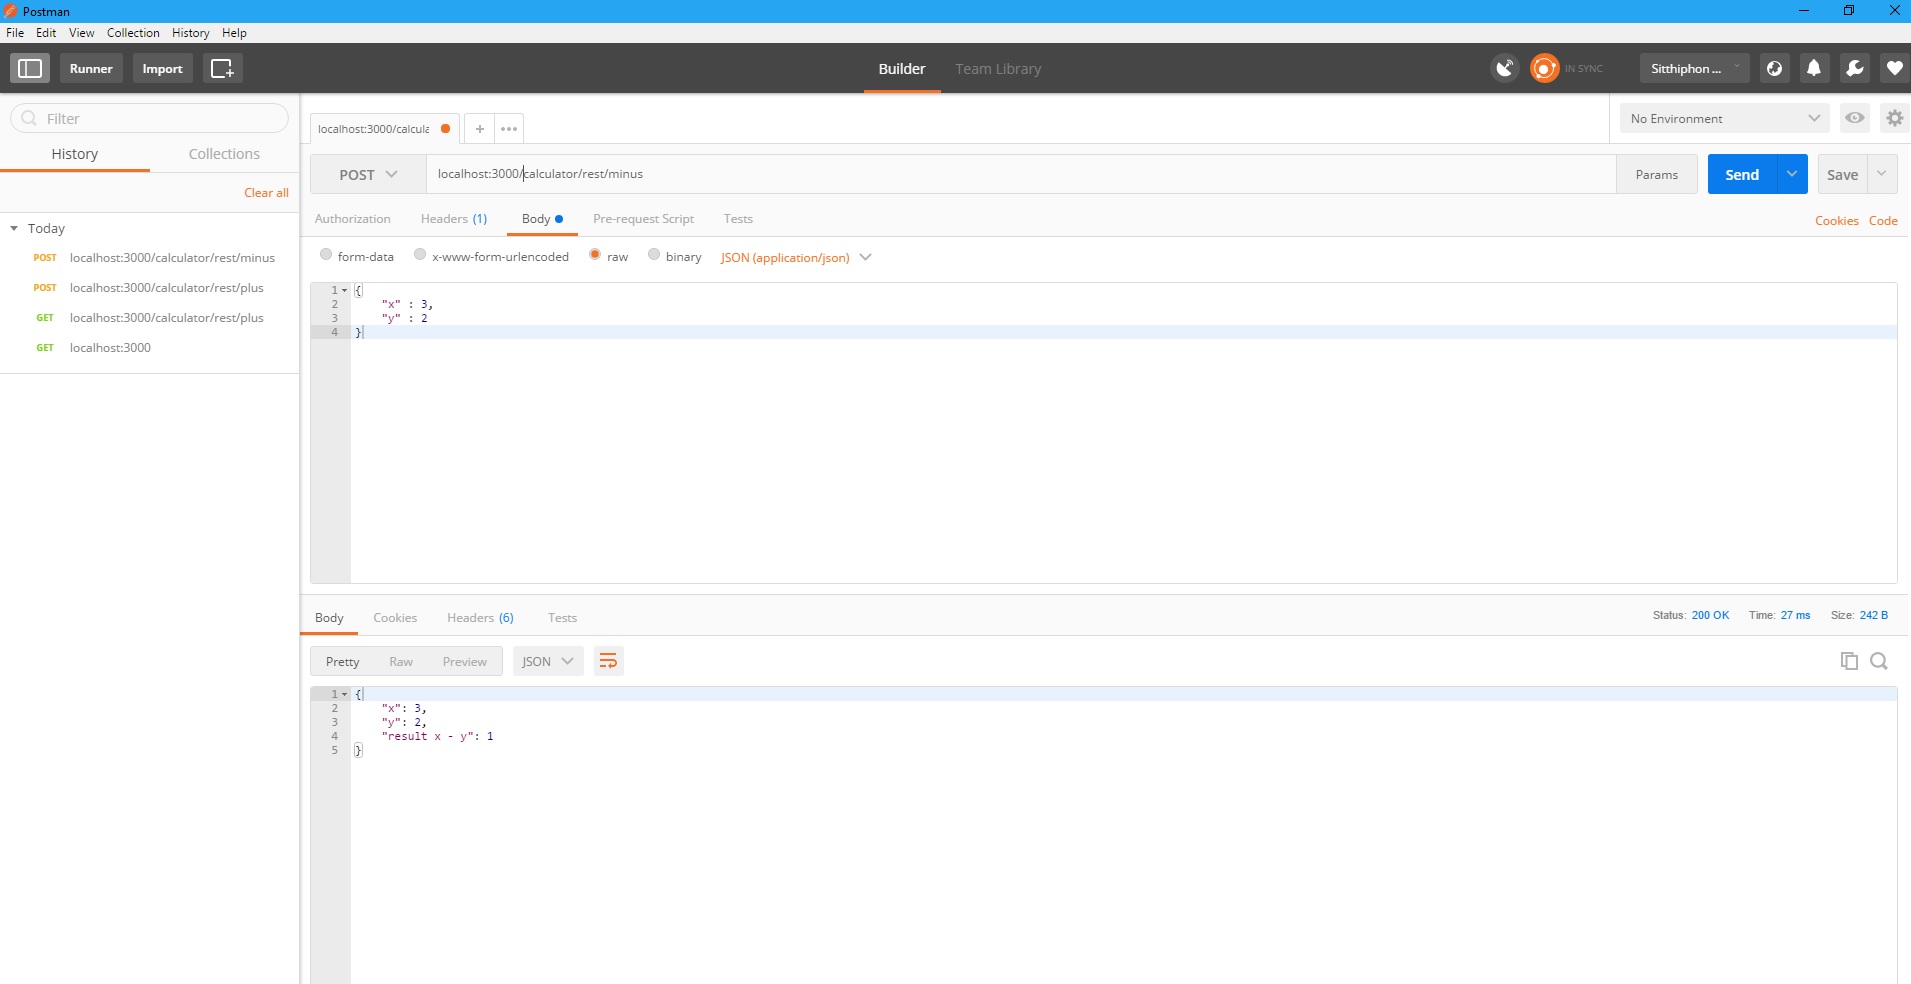 Postman
File Edit View Collection History Help
Runner Import Builder Team Library IN SYNC Sitthiphon ...
Filter
History Collections
Clear all
Today
POST localhost:3000/calculator/rest/minus
POST localhost:3000/calculator/rest/plus
GET localhost:3000/calculator/rest/plus
GET localhost:3000
localhost:3000/calcula + ••• No Environment
POST localhost:3000/calculator/rest/minus Params Send Save
Authorization Headers (1) Body Pre-request Script Tests Cookies Code
form-data x-www-form-urlencoded raw binary JSON (application/json)
1 {
2 "x" : 3,
3 "y" : 2
4 }
Body Cookies Headers (6) Tests Status: 200 OK Time: 27 ms Size: 242 B
Pretty Raw Preview JSON
1 {
2 "x": 3,
3 "y": 2,
4 "result x - y": 1
5 }